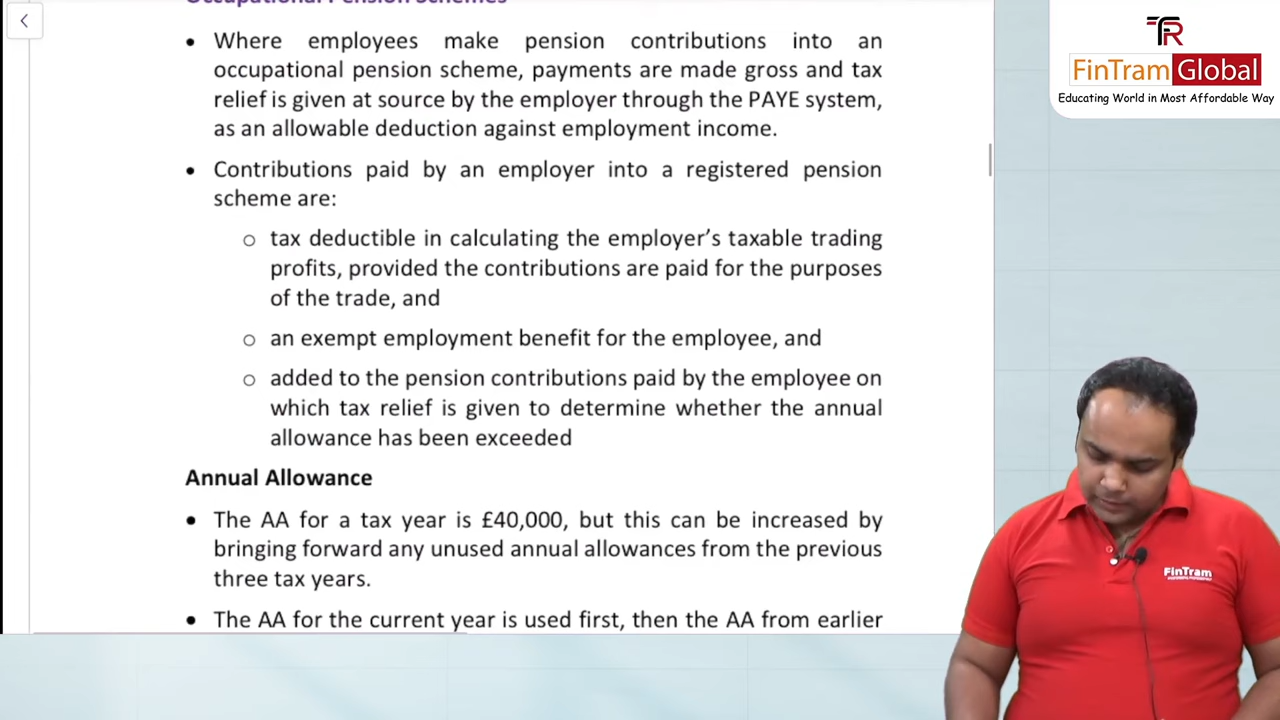 Occupational Pension Schemes
• Where employees make pension contributions into an
occupational pension scheme, payments are made gross and tax
relief is given at source by the employer through the PAYE system,
as an allowable deduction against employment income.
• Contributions paid by an employer into a registered pension
scheme are:
o tax deductible in calculating the employer's taxable trading
profits, provided the contributions are paid for the purposes
of the trade, and
o an exempt employment benefit for the employee, and
o added to the pension contributions paid by the employee on
which tax relief is given to determine whether the annual
allowance has been exceeded
Annual Allowance
• The AA for a tax year is £40,000, but this can be increased by
bringing forward any unused annual allowances from the previous
three tax years.
• The AA for the current year is used first, then the AA from earlier
FinTram Global
Educating World in Most Affordable Way
FinTram